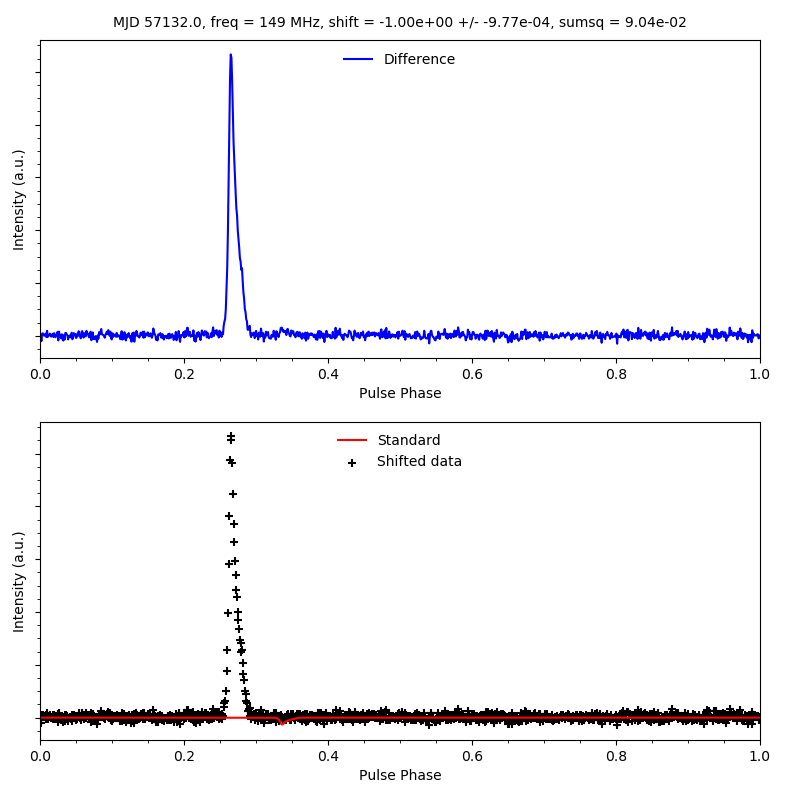 MJD 57132.0, freq = 149 MHz, shift = -1.00e+00 +/- -9.77e-04, sumsq = 9.04e-02
Difference
Intensity (a.u.)
0.0 0.2 0.4 0.6 0.8 1.0
Pulse Phase
Standard
Shifted data
Intensity (a.u.)
0.0 0.2 0.4 0.6 0.8 1.0
Pulse Phase